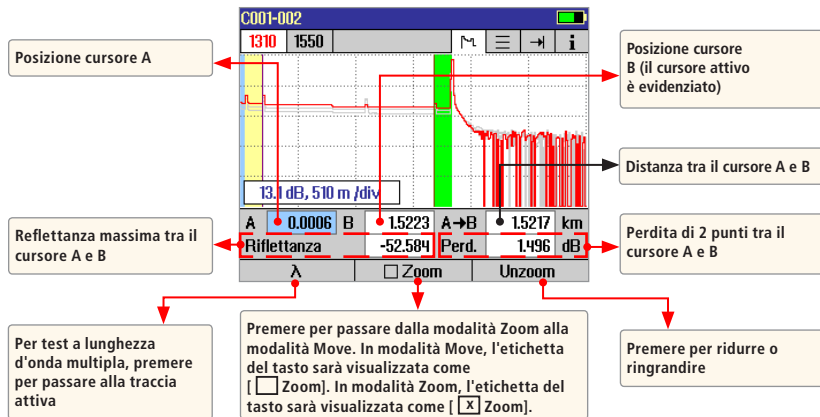 C001-002
1310 1550 i
Posizione cursore A
Posizione cursore
B (il cursore attivo
è evidenziato)
Distanza tra il cursore A e B
13.1 dB, 510 m /div
A 0.0006 B 1.5223 A→B 1.5217 km
Riflettanza -52.584 Perd. 1.496 dB
λ □ Zoom Unzoom
Reflettanza massima tra il
cursore A e B
Perdita di 2 punti tra il
cursore A e B
Per test a lunghezza
d'onda multipla, premere
per passare alla traccia
attiva
Premere per passare dalla modalità Zoom alla
modalità Move. In modalità Move, l'etichetta
del tasto sarà visualizzata come
[ □ Zoom]. In modalità Zoom, l'etichetta del
tasto sarà visualizzata come [ X Zoom].
Premere per ridurre o
ringrandire